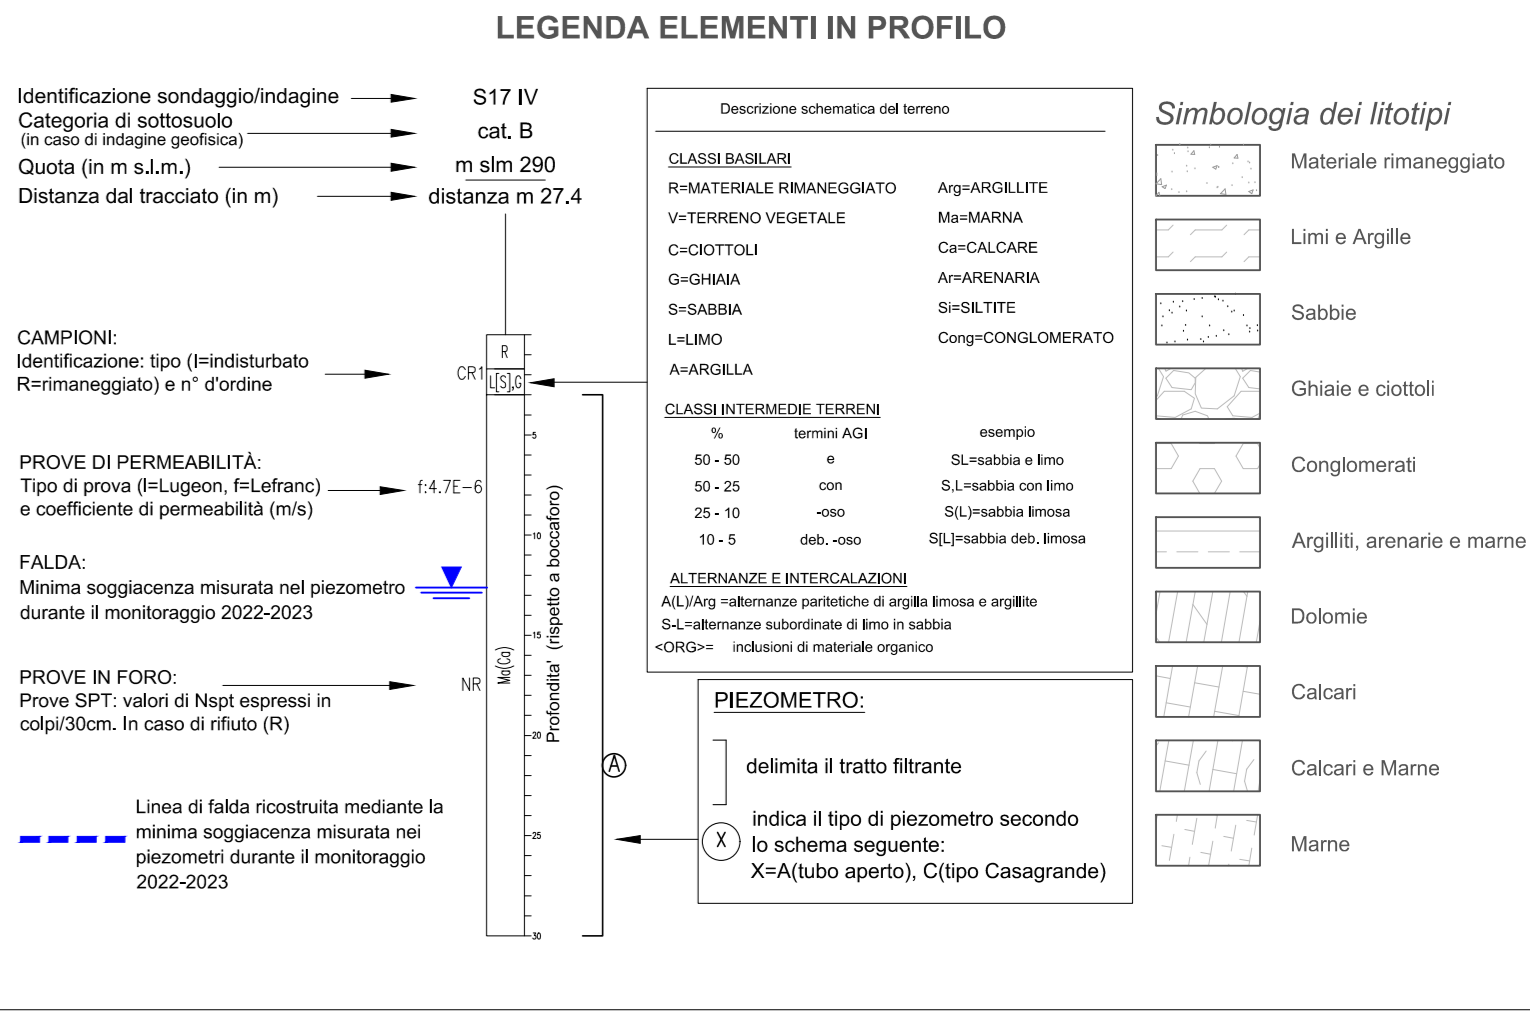 LEGENDA ELEMENTI IN PROFILO
Identificazione sondaggio/indagine
Categoria di sottosuolo
(in caso di indagine geofisica)
Quota (in m s.l.m.)
Distanza dal tracciato (in m)
S17 IV
cat. B
m slm 290
distanza m 27.4
CAMPIONI:
Identificazione: tipo (I=indisturbato
R=rimaneggiato) e n° d'ordine
CR1
R
L[S],G
PROVE DI PERMEABILITÀ:
Tipo di prova (l=Lugeon, f=Lefranc)
e coefficiente di permeabilità (m/s)
f:4.7E-6
FALDA:
Minima soggiacenza misurata nel piezometro
durante il monitoraggio 2022-2023
PROVE IN FORO:
Prove SPT: valori di Nspt espressi in
colpi/30cm. In caso di rifiuto (R)
NR
Ma(Ca)
5
10
15
20
25
30
Profondita' (rispetto a boccaforo)
A
Linea di falda ricostruita mediante la
minima soggiacenza misurata nei
piezometri durante il monitoraggio
2022-2023
Descrizione schematica del terreno
CLASSI BASILARI
R=MATERIALE RIMANEGGIATO Arg=ARGILLITE
V=TERRENO VEGETALE Ma=MARNA
C=CIOTTOLI Ca=CALCARE
G=GHIAIA Ar=ARENARIA
S=SABBIA Si=SILTITE
L=LIMO Cong=CONGLOMERATO
A=ARGILLA
CLASSI INTERMEDIE TERRENI
% termini AGI esempio
50 - 50 e SL=sabbia e limo
50 - 25 con S,L=sabbia con limo
25 - 10 -oso S(L)=sabbia limosa
10 - 5 deb. -oso S[L]=sabbia deb. limosa
ALTERNANZE E INTERCALAZIONI
A(L)/Arg =alternanze paritetiche di argilla limosa e argillite
S-L=alternanze subordinate di limo in sabbia
<ORG>= inclusioni di materiale organico
PIEZOMETRO:
delimita il tratto filtrante
X
indica il tipo di piezometro secondo
lo schema seguente:
X=A(tubo aperto), C(tipo Casagrande)
Simbologia dei litotipi
Materiale rimaneggiato
Limi e Argille
Sabbie
Ghiaie e ciottoli
Conglomerati
Argilliti, arenarie e marne
Dolomie
Calcari
Calcari e Marne
Marne